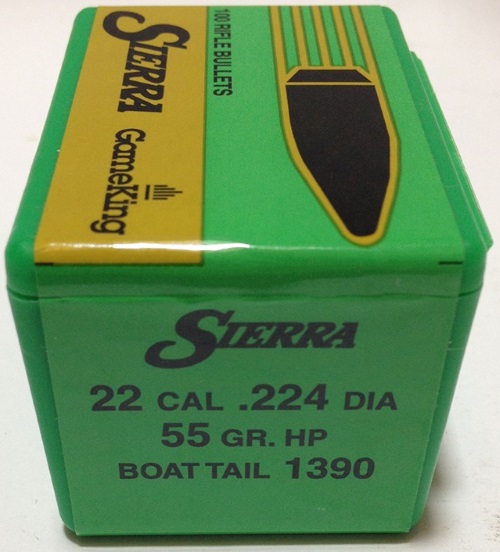 100 RIFLE BULLETS
SIERRA
GameKing
SIERRA
22 CAL .224 DIA
55 GR. HP
BOAT TAIL 1390